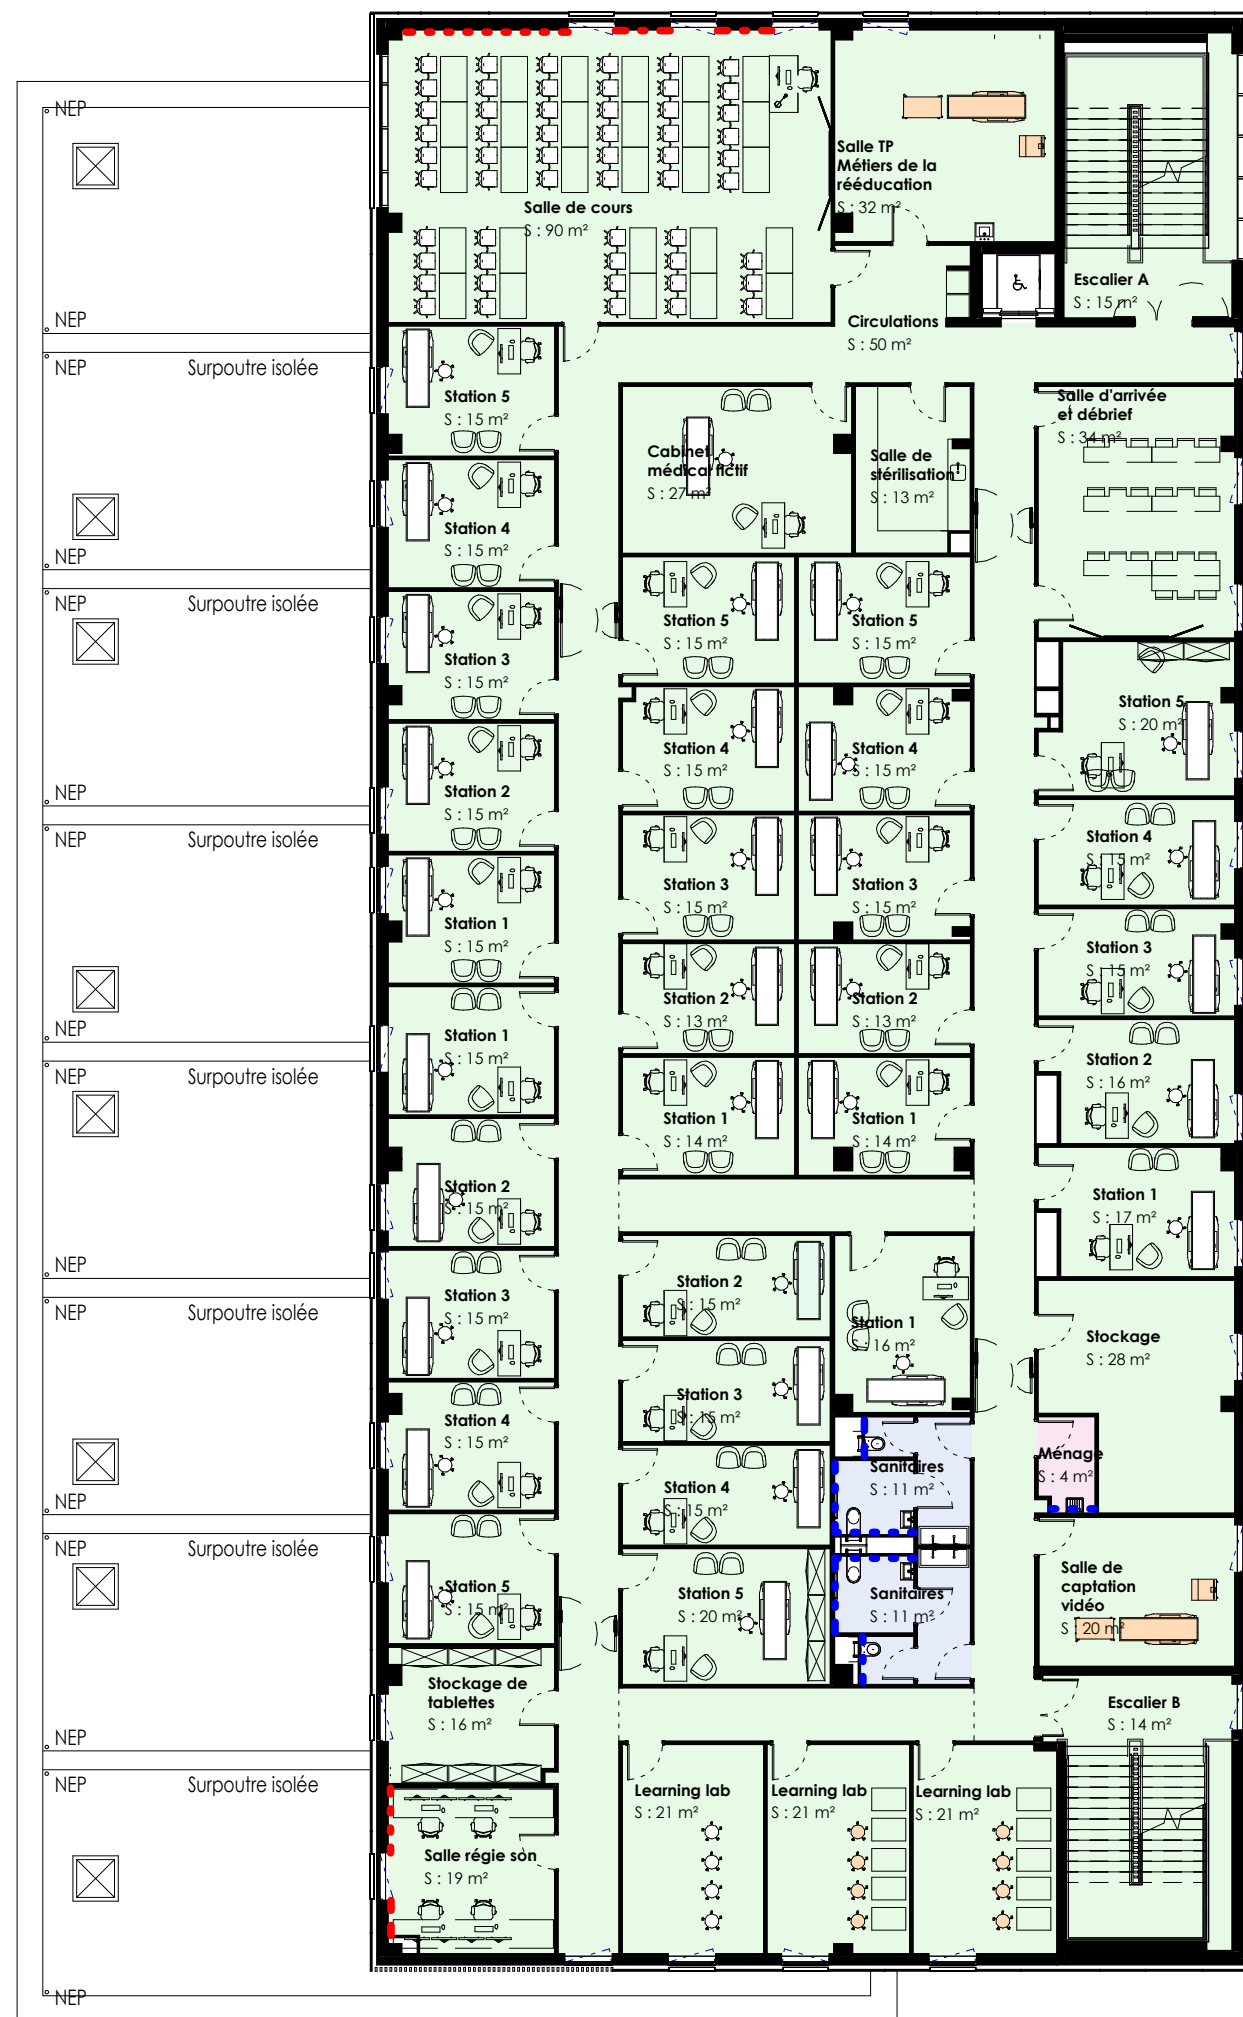 NEP
Salle de cours
S : 90 m²
Salle TP
Métiers de la
rééducation
S : 32 m²
Escalier A
S : 15 m²
Circulations
S : 50 m²
NEP
NEP
Surpoutre isolée
Station 5
S : 15 m²
Salle d'arrivée
et débrief
S : 34 m²
Cabinet
médical fictif
S : 27 m²
Salle de
stérilisation
S : 13 m²
Station 4
S : 15 m²
NEP
NEP
Surpoutre isolée
Station 5
S : 15 m²
Station 5
S : 15 m²
Station 3
S : 15 m²
Station 5
S : 20 m²
Station 4
S : 15 m²
Station 4
S : 15 m²
Station 2
S : 15 m²
NEP
NEP
Surpoutre isolée
Station 4
S : 15 m²
Station 3
S : 15 m²
Station 3
S : 15 m²
Station 1
S : 15 m²
Station 3
S : 15 m²
Station 2
S : 13 m²
Station 2
S : 13 m²
NEP
Station 1
S : 15 m²
Station 2
S : 16 m²
NEP
Surpoutre isolée
Station 1
S : 14 m²
Station 1
S : 14 m²
Station 2
S : 15 m²
Station 1
S : 17 m²
NEP
NEP
Surpoutre isolée
Station 3
S : 15 m²
Station 2
S : 15 m²
Station 1
S : 16 m²
Stockage
S : 28 m²
Station 3
S : 15 m²
Station 4
S : 15 m²
Ménage
S : 4 m²
Sanitaires
S : 11 m²
Station 4
S : 15 m²
NEP
NEP
Surpoutre isolée
Station 5
S : 15 m²
Station 5
S : 20 m²
Sanitaires
S : 11 m²
Salle de
captation
vidéo
S : 20 m²
Stockage de
tablettes
S : 16 m²
Escalier B
S : 14 m²
NEP
NEP
Surpoutre isolée
Learning lab
S : 21 m²
Learning lab
S : 21 m²
Learning lab
S : 21 m²
Salle régie son
S : 19 m²
NEP